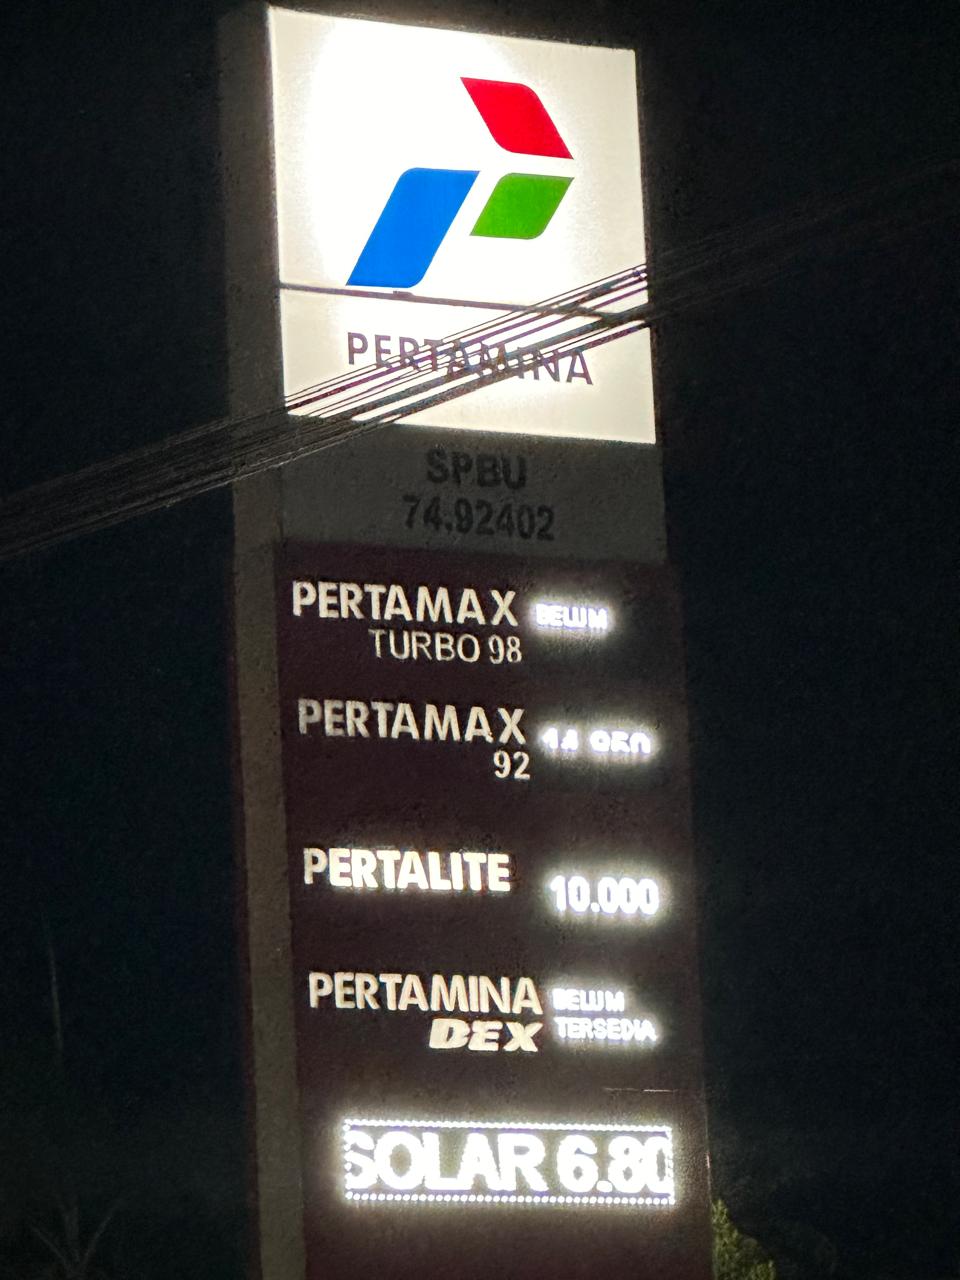 PERTAMINA
SPBU
74.92402
PERTAMAX BELUM
TURBO 98
PERTAMAX
92
PERTALITE 10.000
PERTAMINA BELUM
DEX TERSEDIA
SOLAR 6.80